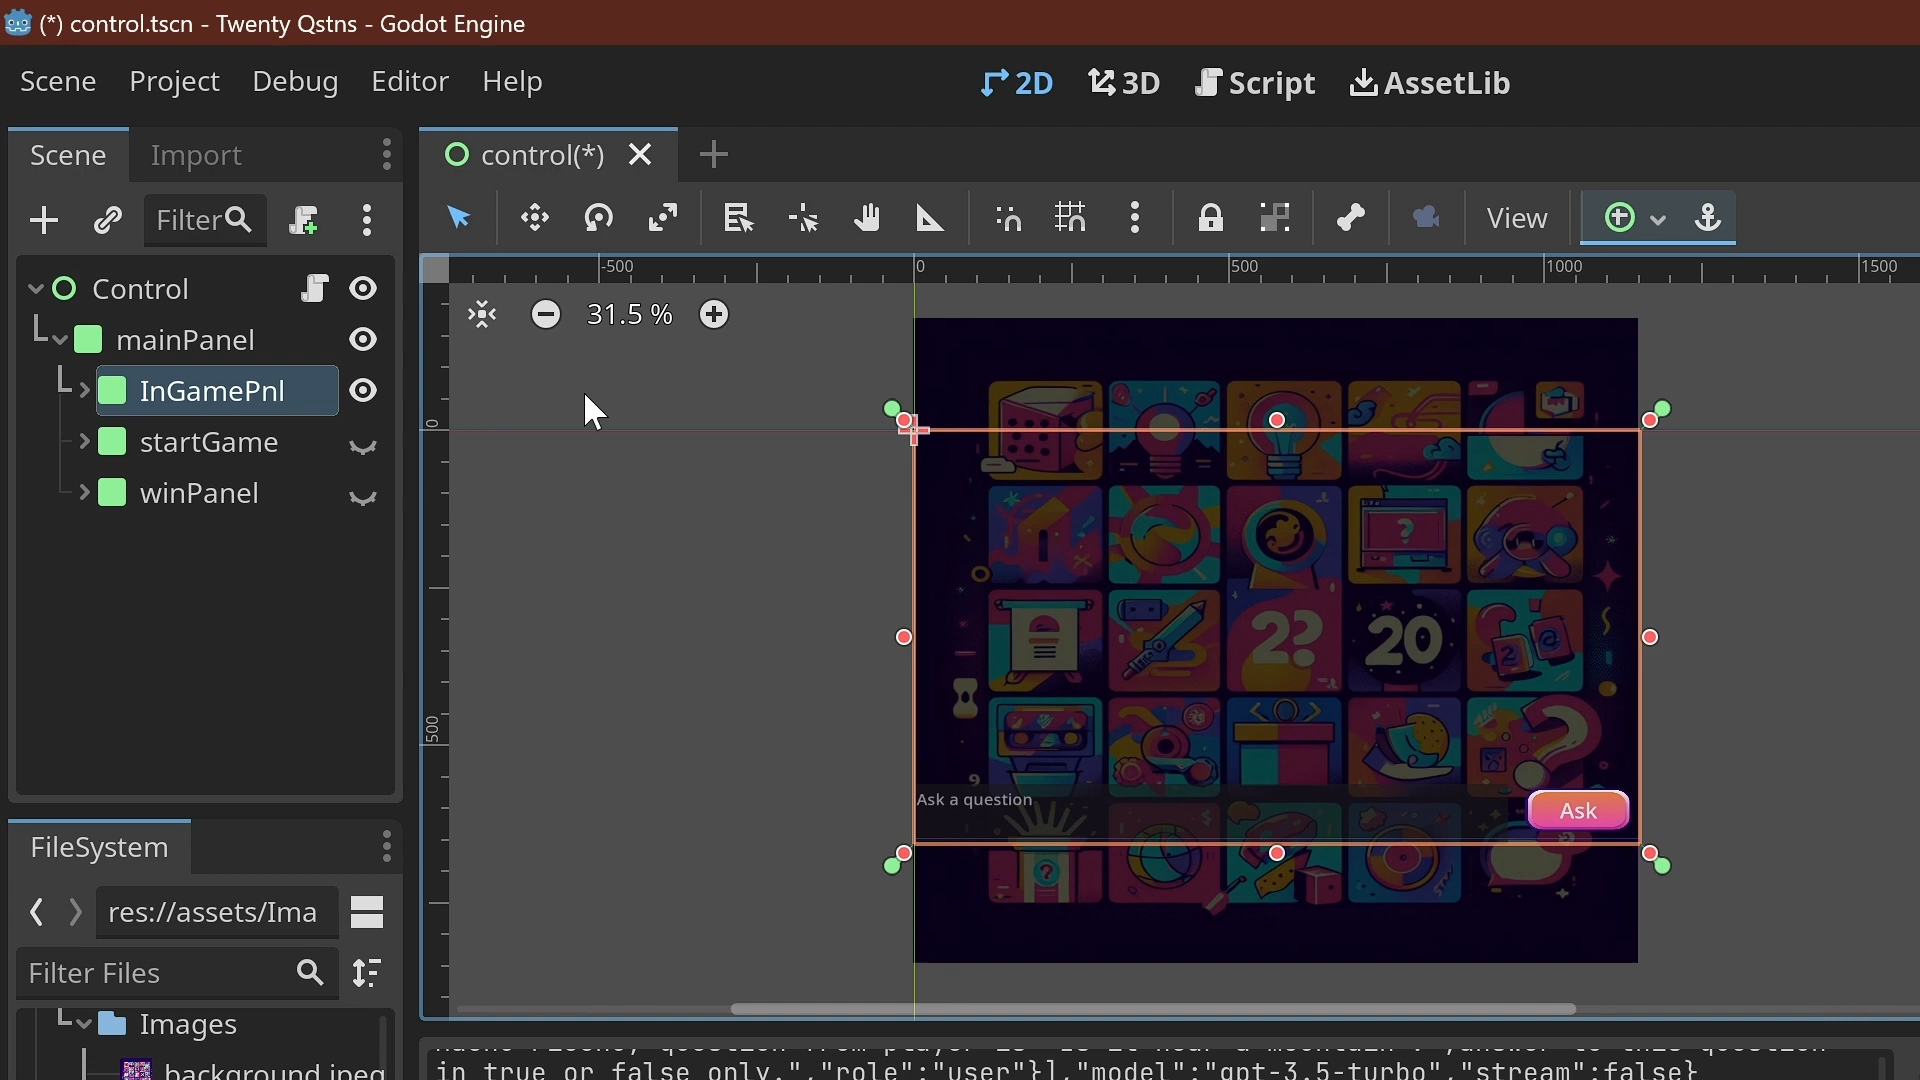 (*) control.tscn - Twenty Qstns - Godot Engine
Scene Project Debug Editor Help
2D 3D Script AssetLib
Scene Import
control(*)
Filter
View
-500 0 500 1000 1500
31.5 %
Control
mainPanel
InGamePnl
startGame
winPanel
0
500
?
2?
20
Ask a question
Ask
FileSystem
res://assets/Ima
Filter Files
Images
background.jpeg
in true or false only.","role":"user"}],"model":"gpt-3.5-turbo","stream":false}